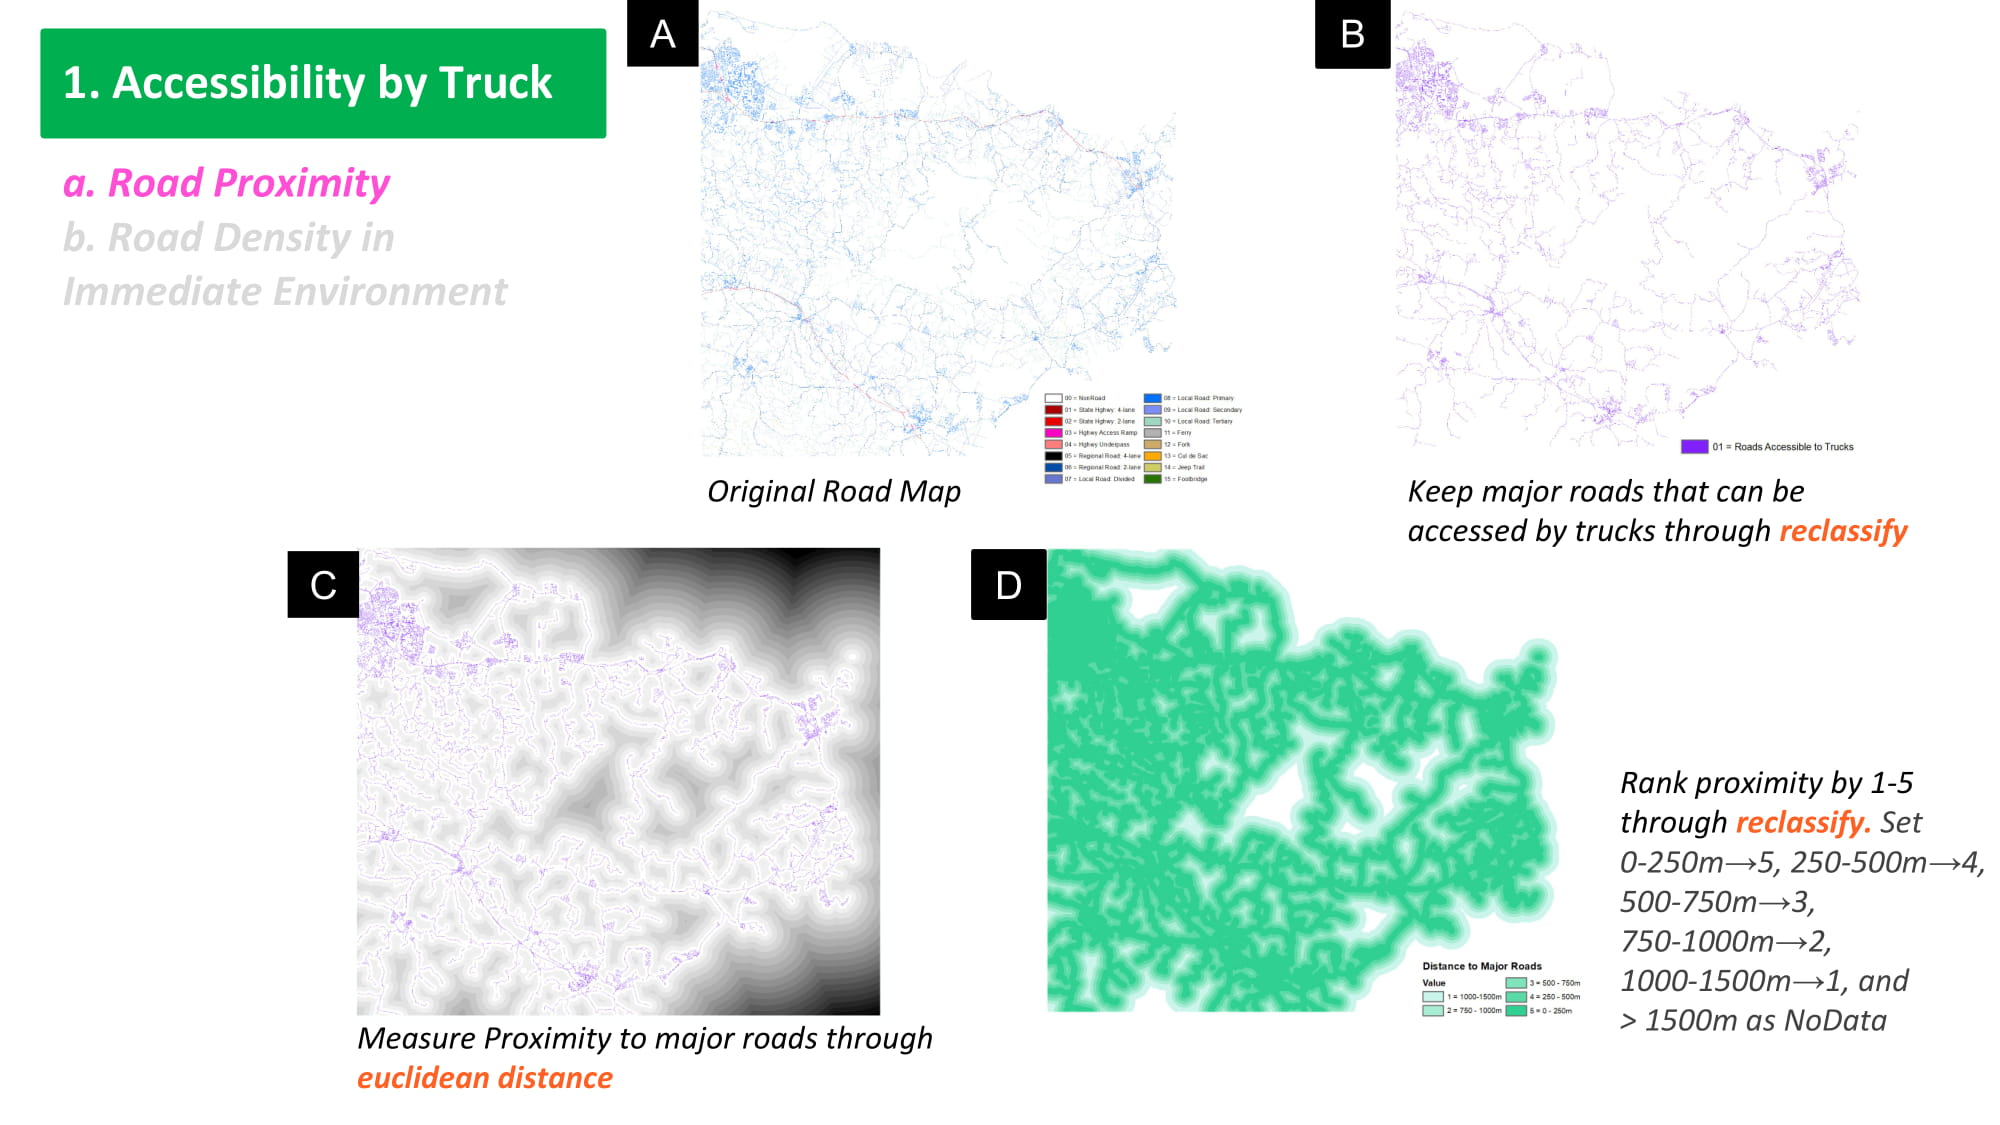 1. Accessibility by Truck
a. Road Proximity
b. Road Density in
Immediate Environment
A
00 = NonRoad
01 = State Hghwy: 4-lane
02 = State Hghwy: 2-lane
03 = Hghwy Access Ramp
04 = Hghwy Underpass
05 = Regional Road: 4-lane
06 = Regional Road: 2-lane
07 = Local Road: Divided
08 = Local Road: Primary
09 = Local Road: Secondary
10 = Local Road: Tertiary
11 = Ferry
12 = Fork
13 = Cul de Sac
14 = Jeep Trail
15 = Footbridge
Original Road Map
B
01 = Roads Accessible to Trucks
Keep major roads that can be
accessed by trucks through reclassify
C
Measure Proximity to major roads through
euclidean distance
D
Distance to Major Roads
Value
1 = 1000-1500m
2 = 750 - 1000m
3 = 500 - 750m
4 = 250 - 500m
5 = 0 - 250m
Rank proximity by 1-5
through reclassify. Set
0-250m→5, 250-500m→4,
500-750m→3,
750-1000m→2,
1000-1500m→1, and
> 1500m as NoData